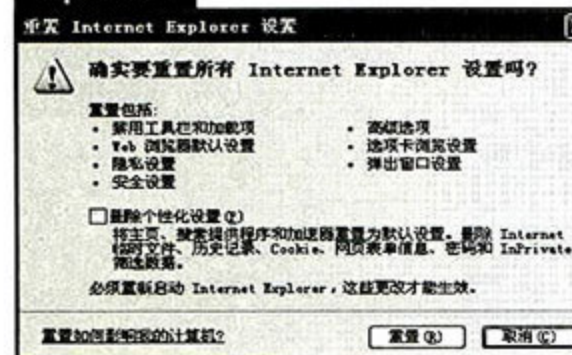 重置 Internet Explorer 设置
确实要重置所有 Internet Explorer 设置吗?
重置包括:
• 禁用工具栏和加载项
• Web 浏览器默认设置
• 隐私设置
• 安全设置
• 高级选项
• 选项卡浏览设置
• 弹出窗口设置
删除个性化设置(P)
将主页、搜索提供程序和加速器重置为默认设置。删除 Internet
临时文件、历史记录、Cookie、网页表单信息、密码和 InPrivate
筛选数据。
必须重新启动 Internet Explorer，这些更改才能生效。
重置如何影响我的计算机?
重置(R)
取消(C)